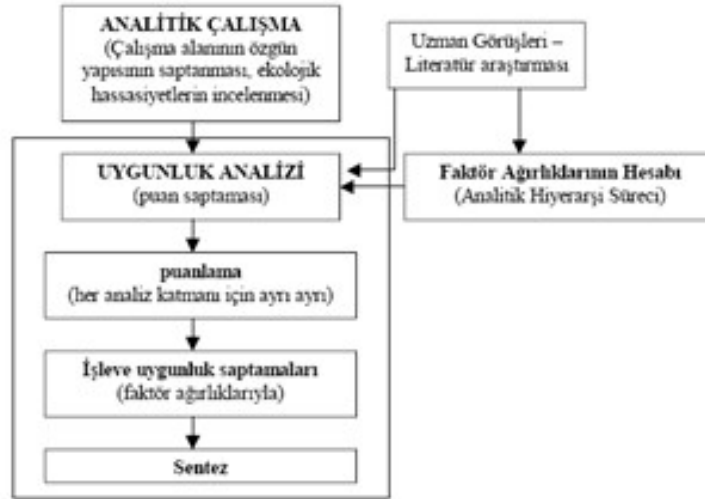 ANALİTİK ÇALIŞMA
(Çalışma alanının özgün
yapısının saptanması, ekolojik
hassasiyetlerin incelenmesi)
Uzman Görüşleri –
Literatür araştırması
UYGUNLUK ANALİZİ
(puan saptaması)
Faktör Ağırlıklarının Hesabı
(Analitik Hiyerarşi Süreci)
puanlama
(her analiz katmanı için ayrı ayrı)
İşleve uygunluk saptamaları
(faktör ağırlıklarıyla)
Sentez